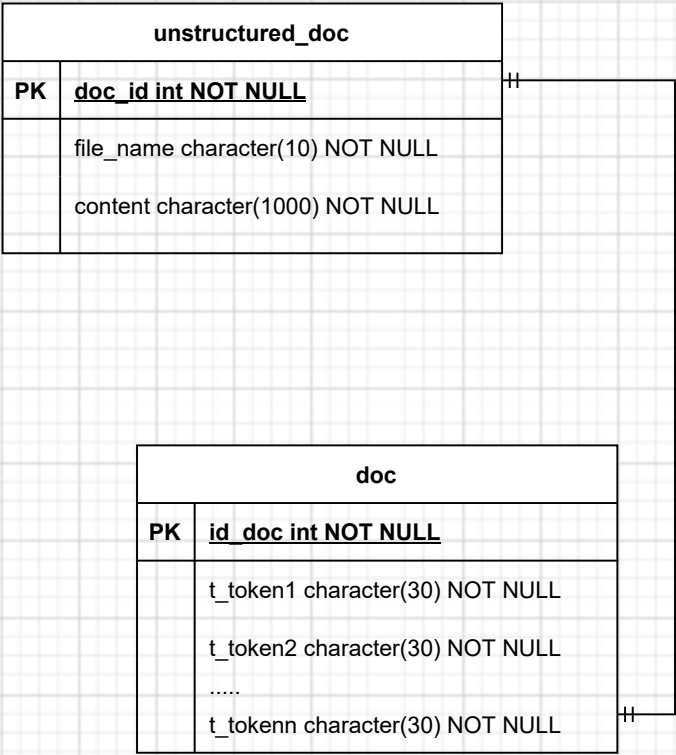 unstructured_doc
PK doc_id int NOT NULL
file_name character(10) NOT NULL
content character(1000) NOT NULL
doc
PK id_doc int NOT NULL
t_token1 character(30) NOT NULL
t_token2 character(30) NOT NULL
.....
t_tokenn character(30) NOT NULL